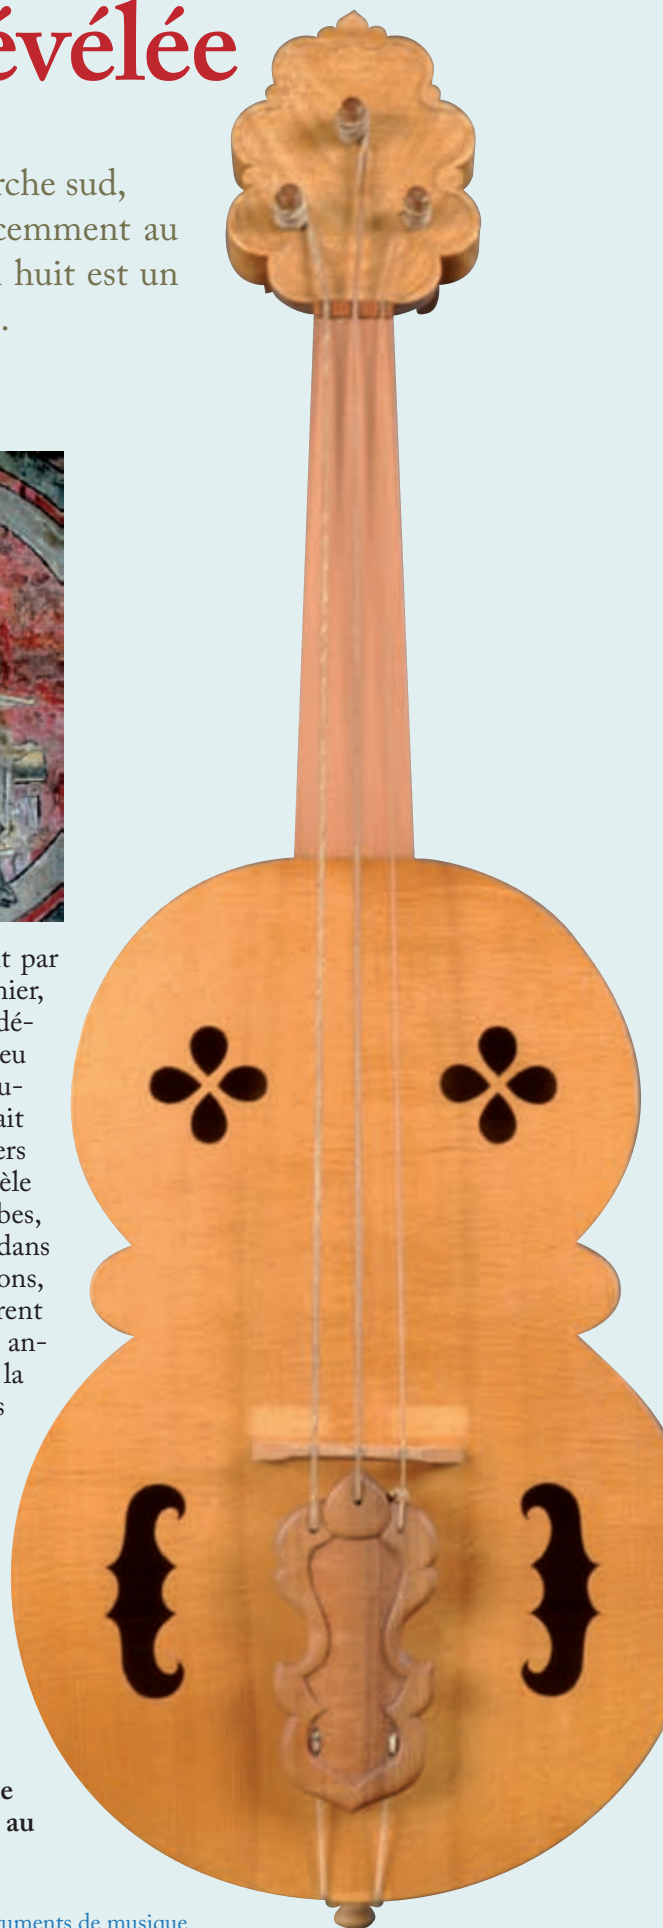 évélée
rche sud,
cemment au
huit est un
.
t par
nier,
dé-
eu
u-
ait
ers
èle
bes,
dans
ons,
rent
an-
la
s
e
au
ruments de musique